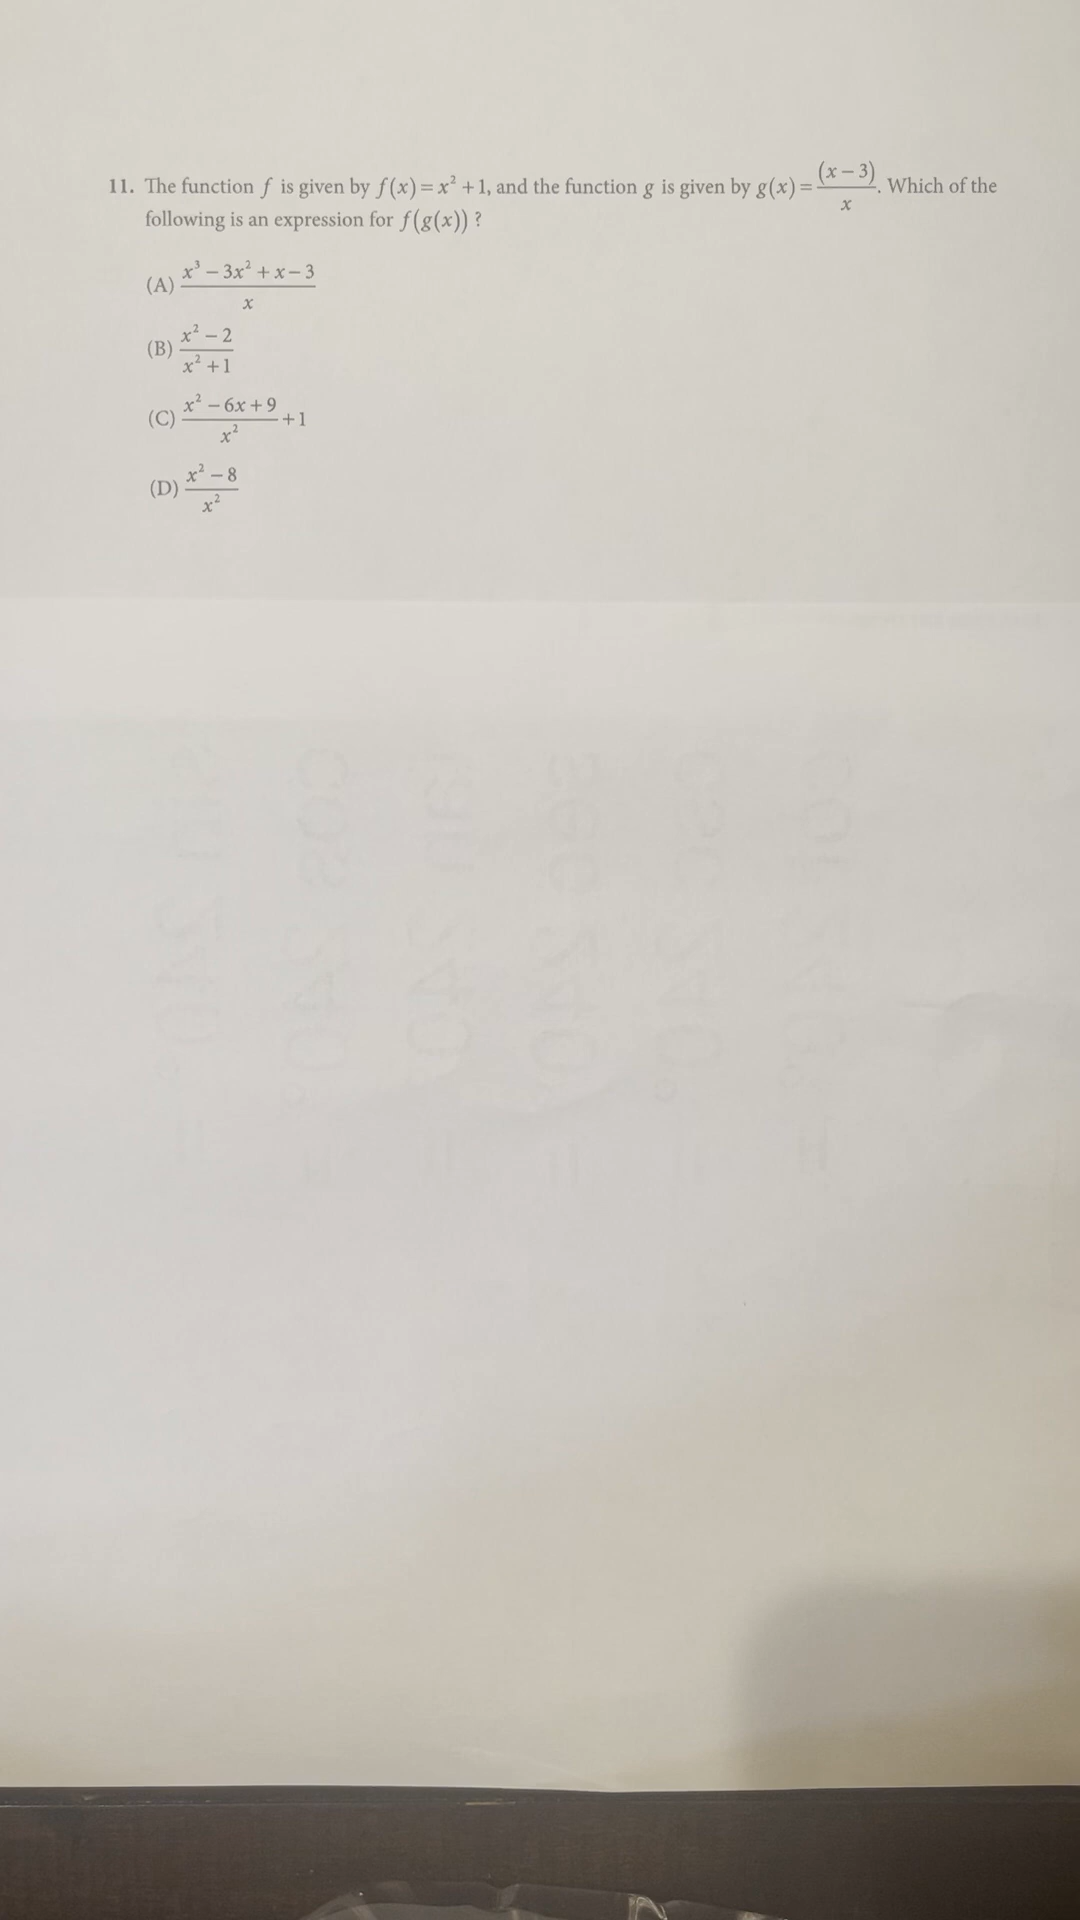 11. The function f is given by f(x) = x² + 1, and the function g is given by g(x) = (x − 3)/x. Which of the
following is an expression for f(g(x)) ?
(A) (x³ − 3x² + x − 3)/x
(B) (x² − 2)/(x² + 1)
(C) (x² − 6x + 9)/x² + 1
(D) (x² − 8)/x²